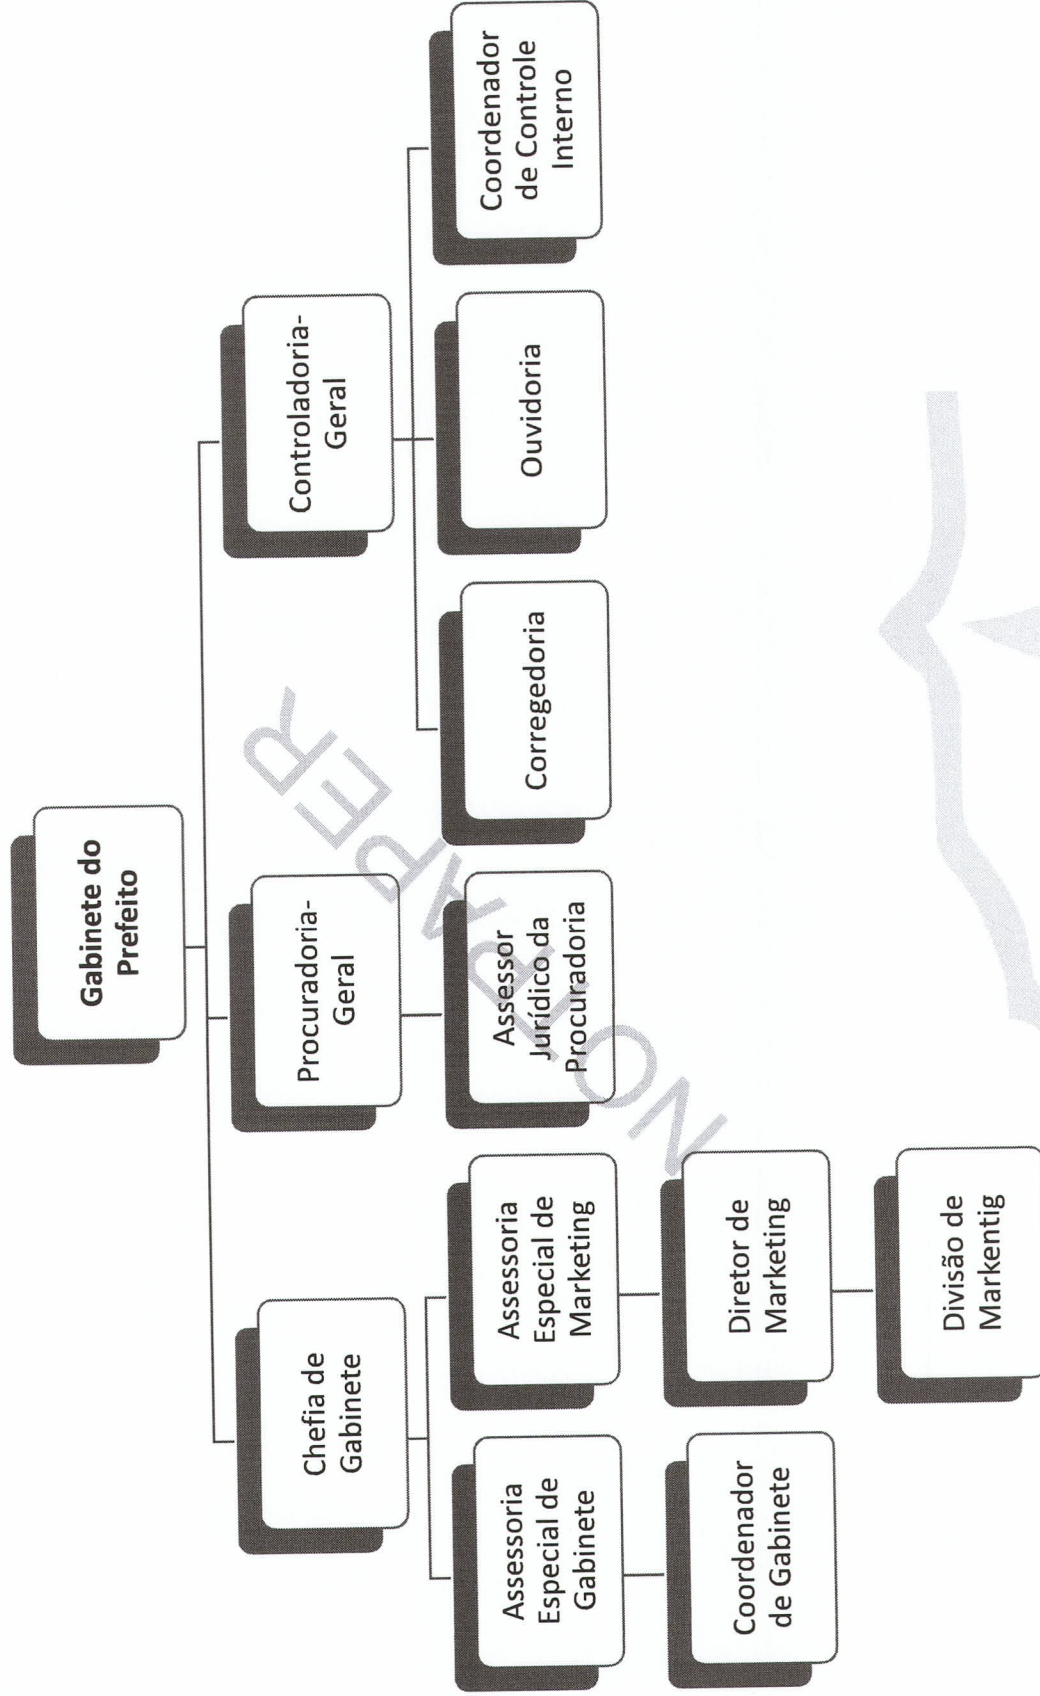 Gabinete do
Prefeito
Chefia de
Gabinete
Procuradoria-
Geral
Controladoria-
Geral
Assessoria
Especial de
Gabinete
Assessoria
Especial de
Marketing
Assessor
Jurídico da
Procuradoria
Corregedoria
Ouvidoria
Coordenador
de Controle
Interno
Coordenador
de Gabinete
Diretor de
Marketing
Divisão de
Markentig
NOTPAPER